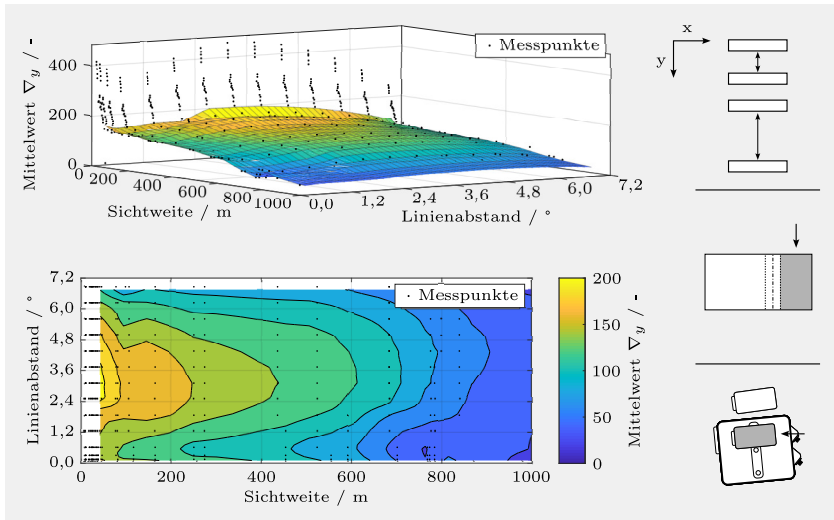 Mittelwert ∇y / -
400
200
0
Messpunkte
0 200 400 600 800 1000
Sichtweite / m
0,0 1,2 2,4 3,6 4,8 6,0 7,2
Linienabstand / °
x
y
Linienabstand / °
7,2
6,0
4,8
3,6
2,4
1,2
0,0
Messpunkte
0 200 400 600 800 1000
Sichtweite / m
200
150
100
50
0
Mittelwert ∇y / -